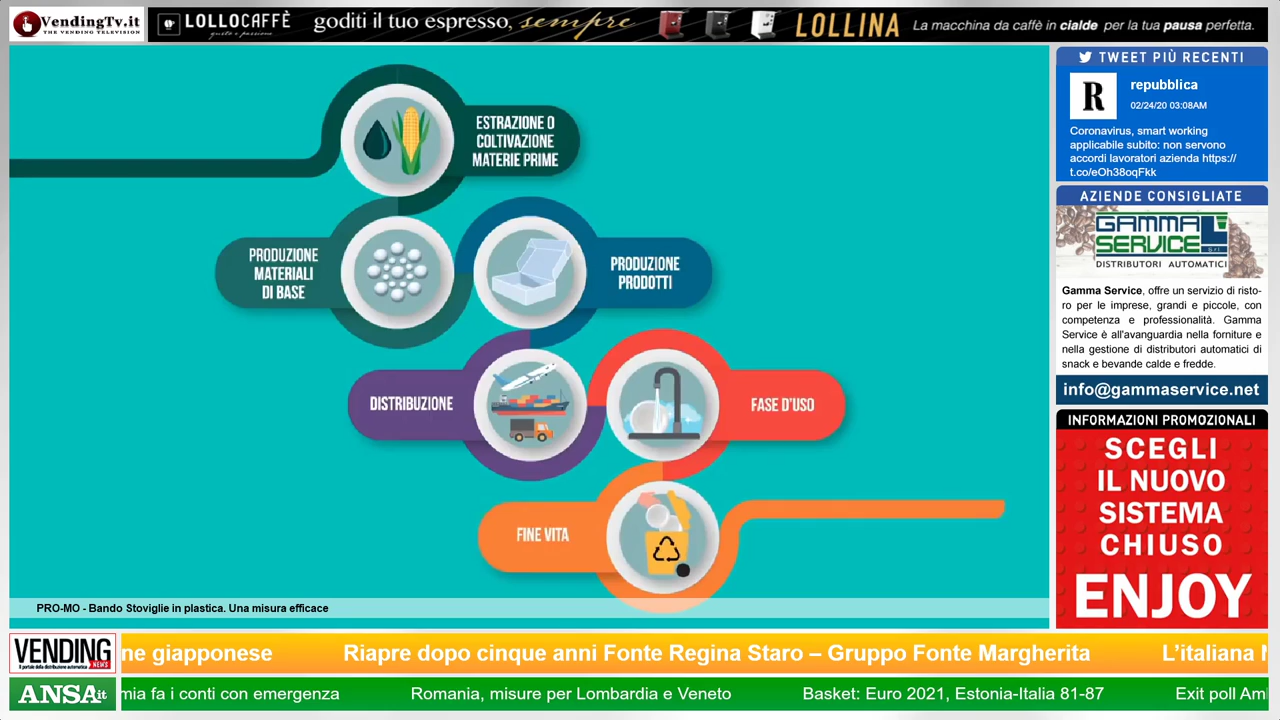 VendingTv.it
THE VENDING TELEVISION
LOLLOCAFFÈ
gusto e passione
goditi il tuo espresso, sempre
LOLLINA
La macchina da caffè in cialde per la tua pausa perfetta.
ESTRAZIONE O
COLTIVAZIONE
MATERIE PRIME
PRODUZIONE
MATERIALI
DI BASE
PRODUZIONE
PRODOTTI
DISTRIBUZIONE
FASE D'USO
FINE VITA
PRO-MO - Bando Stoviglie in plastica. Una misura efficace
TWEET PIÙ RECENTI
R
repubblica
02/24/20 03:08AM
Coronavirus, smart working
applicabile subito: non servono
accordi lavoratori azienda https://
t.co/eOh38oqFkk
AZIENDE CONSIGLIATE
GAMMA
SERVICE S.r.l.
DISTRIBUTORI AUTOMATICI
Gamma Service, offre un servizio di risto-
ro per le imprese, grandi e piccole, con
competenza e professionalità. Gamma
Service è all'avanguardia nella forniture e
nella gestione di distributori automatici di
snack e bevande calde e fredde.
info@gammaservice.net
INFORMAZIONI PROMOZIONALI
SCEGLI
IL NUOVO
SISTEMA
CHIUSO
ENJOY
VENDING
NEWS
Il portale della distribuzione automatica
ne giapponese Riapre dopo cinque anni Fonte Regina Staro – Gruppo Fonte Margherita L'italiana
ANSA.it
mia fa i conti con emergenza Romania, misure per Lombardia e Veneto Basket: Euro 2021, Estonia-Italia 81-87 Exit poll Am